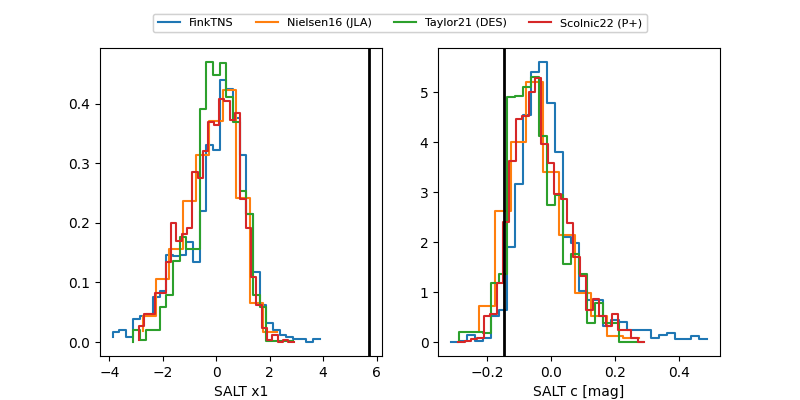 FinkTNS Nielsen16 (JLA) Taylor21 (DES) Scolnic22 (P+)
0.4
0.3
0.2
0.1
0.0
−4 −2 0 2 4 6
SALT x1
5
4
3
2
1
0
−0.2 0.0 0.2 0.4
SALT c [mag]